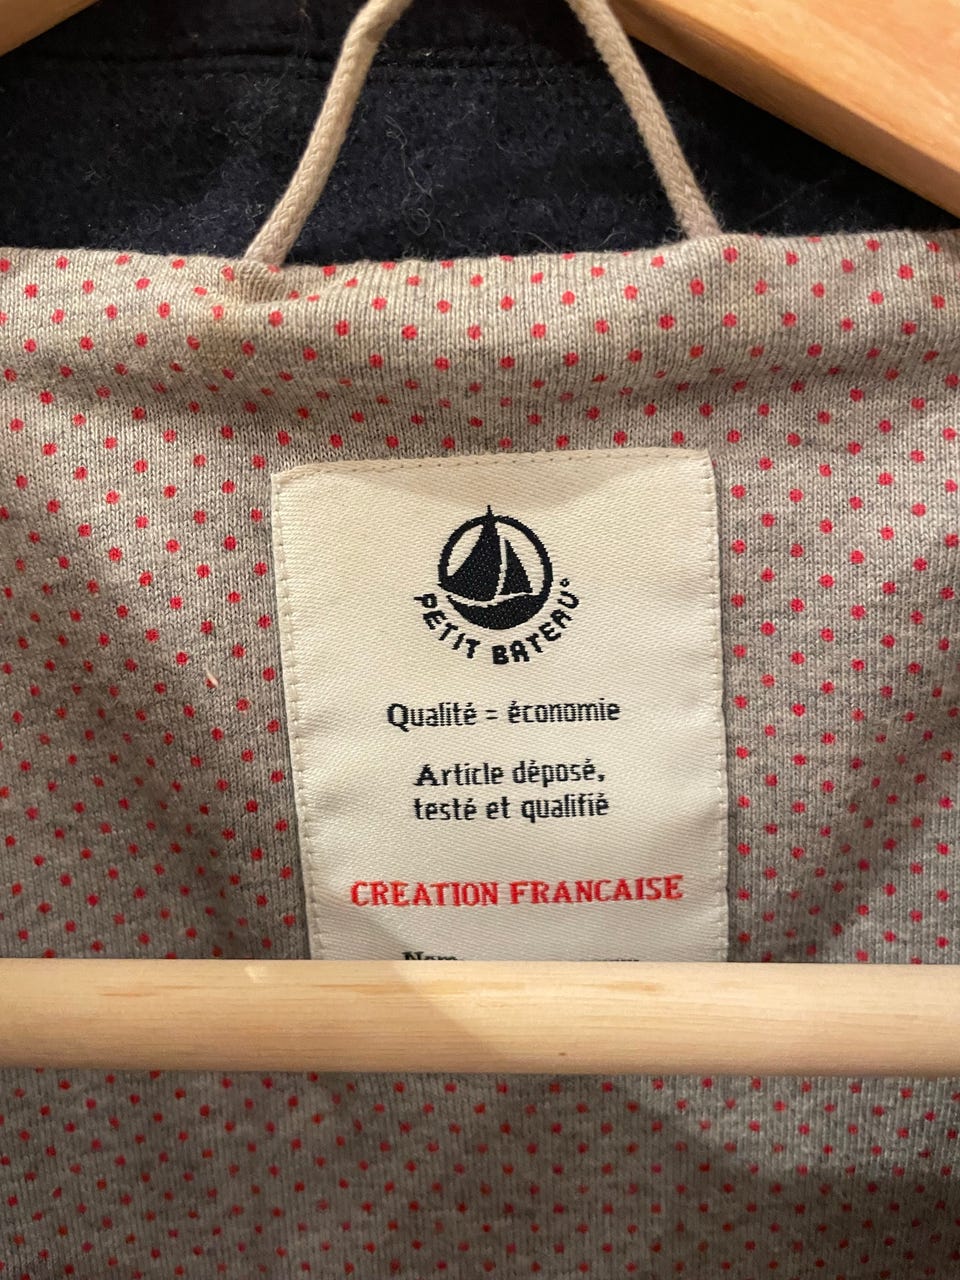 PETIT BATEAU
Qualité = économie
Article déposé,
testé et qualifié
CREATION FRANCAISE